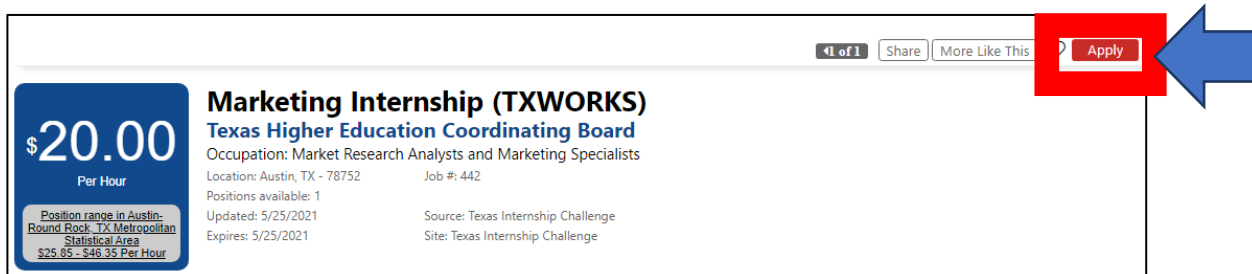 1 of 1 Share More Like This Apply
$20.00
Per Hour
Position range in Austin-
Round Rock, TX Metropolitan
Statistical Area
$25.85 - $46.35 Per Hour
Marketing Internship (TXWORKS)
Texas Higher Education Coordinating Board
Occupation: Market Research Analysts and Marketing Specialists
Location: Austin, TX - 78752 Job #: 442
Positions available: 1
Updated: 5/25/2021 Source: Texas Internship Challenge
Expires: 5/25/2021 Site: Texas Internship Challenge